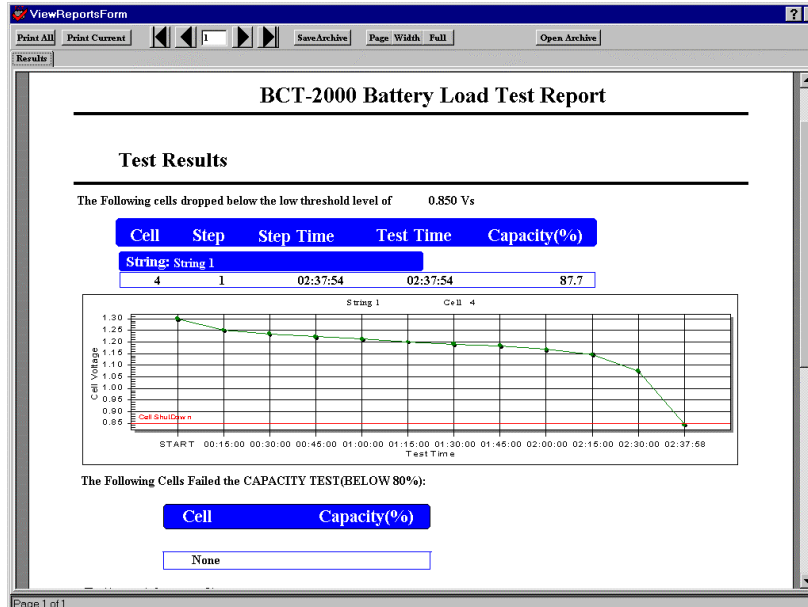 ViewReportsForm
?
Print All Print Current 1 SaveArchive Page Width Full Open Archive
Results
BCT-2000 Battery Load Test Report
Test Results
The Following cells dropped below the low threshold level of 0.850 Vs
Cell Step Step Time Test Time Capacity(%)
String: String 1
4 1 02:37:54 02:37:54 87.7
String 1 Cell 4
Cell Voltage
1.30
1.25
1.20
1.15
1.10
1.05
1.00
0.95
0.90
0.85
Cell ShutDown
START 00:15:00 00:30:00 00:45:00 01:00:00 01:15:00 01:30:00 01:45:00 02:00:00 02:15:00 02:30:00 02:37:58
Test Time
The Following Cells Failed the CAPACITY TEST(BELOW 80%):
Cell Capacity(%)
None
Page 1 of 1